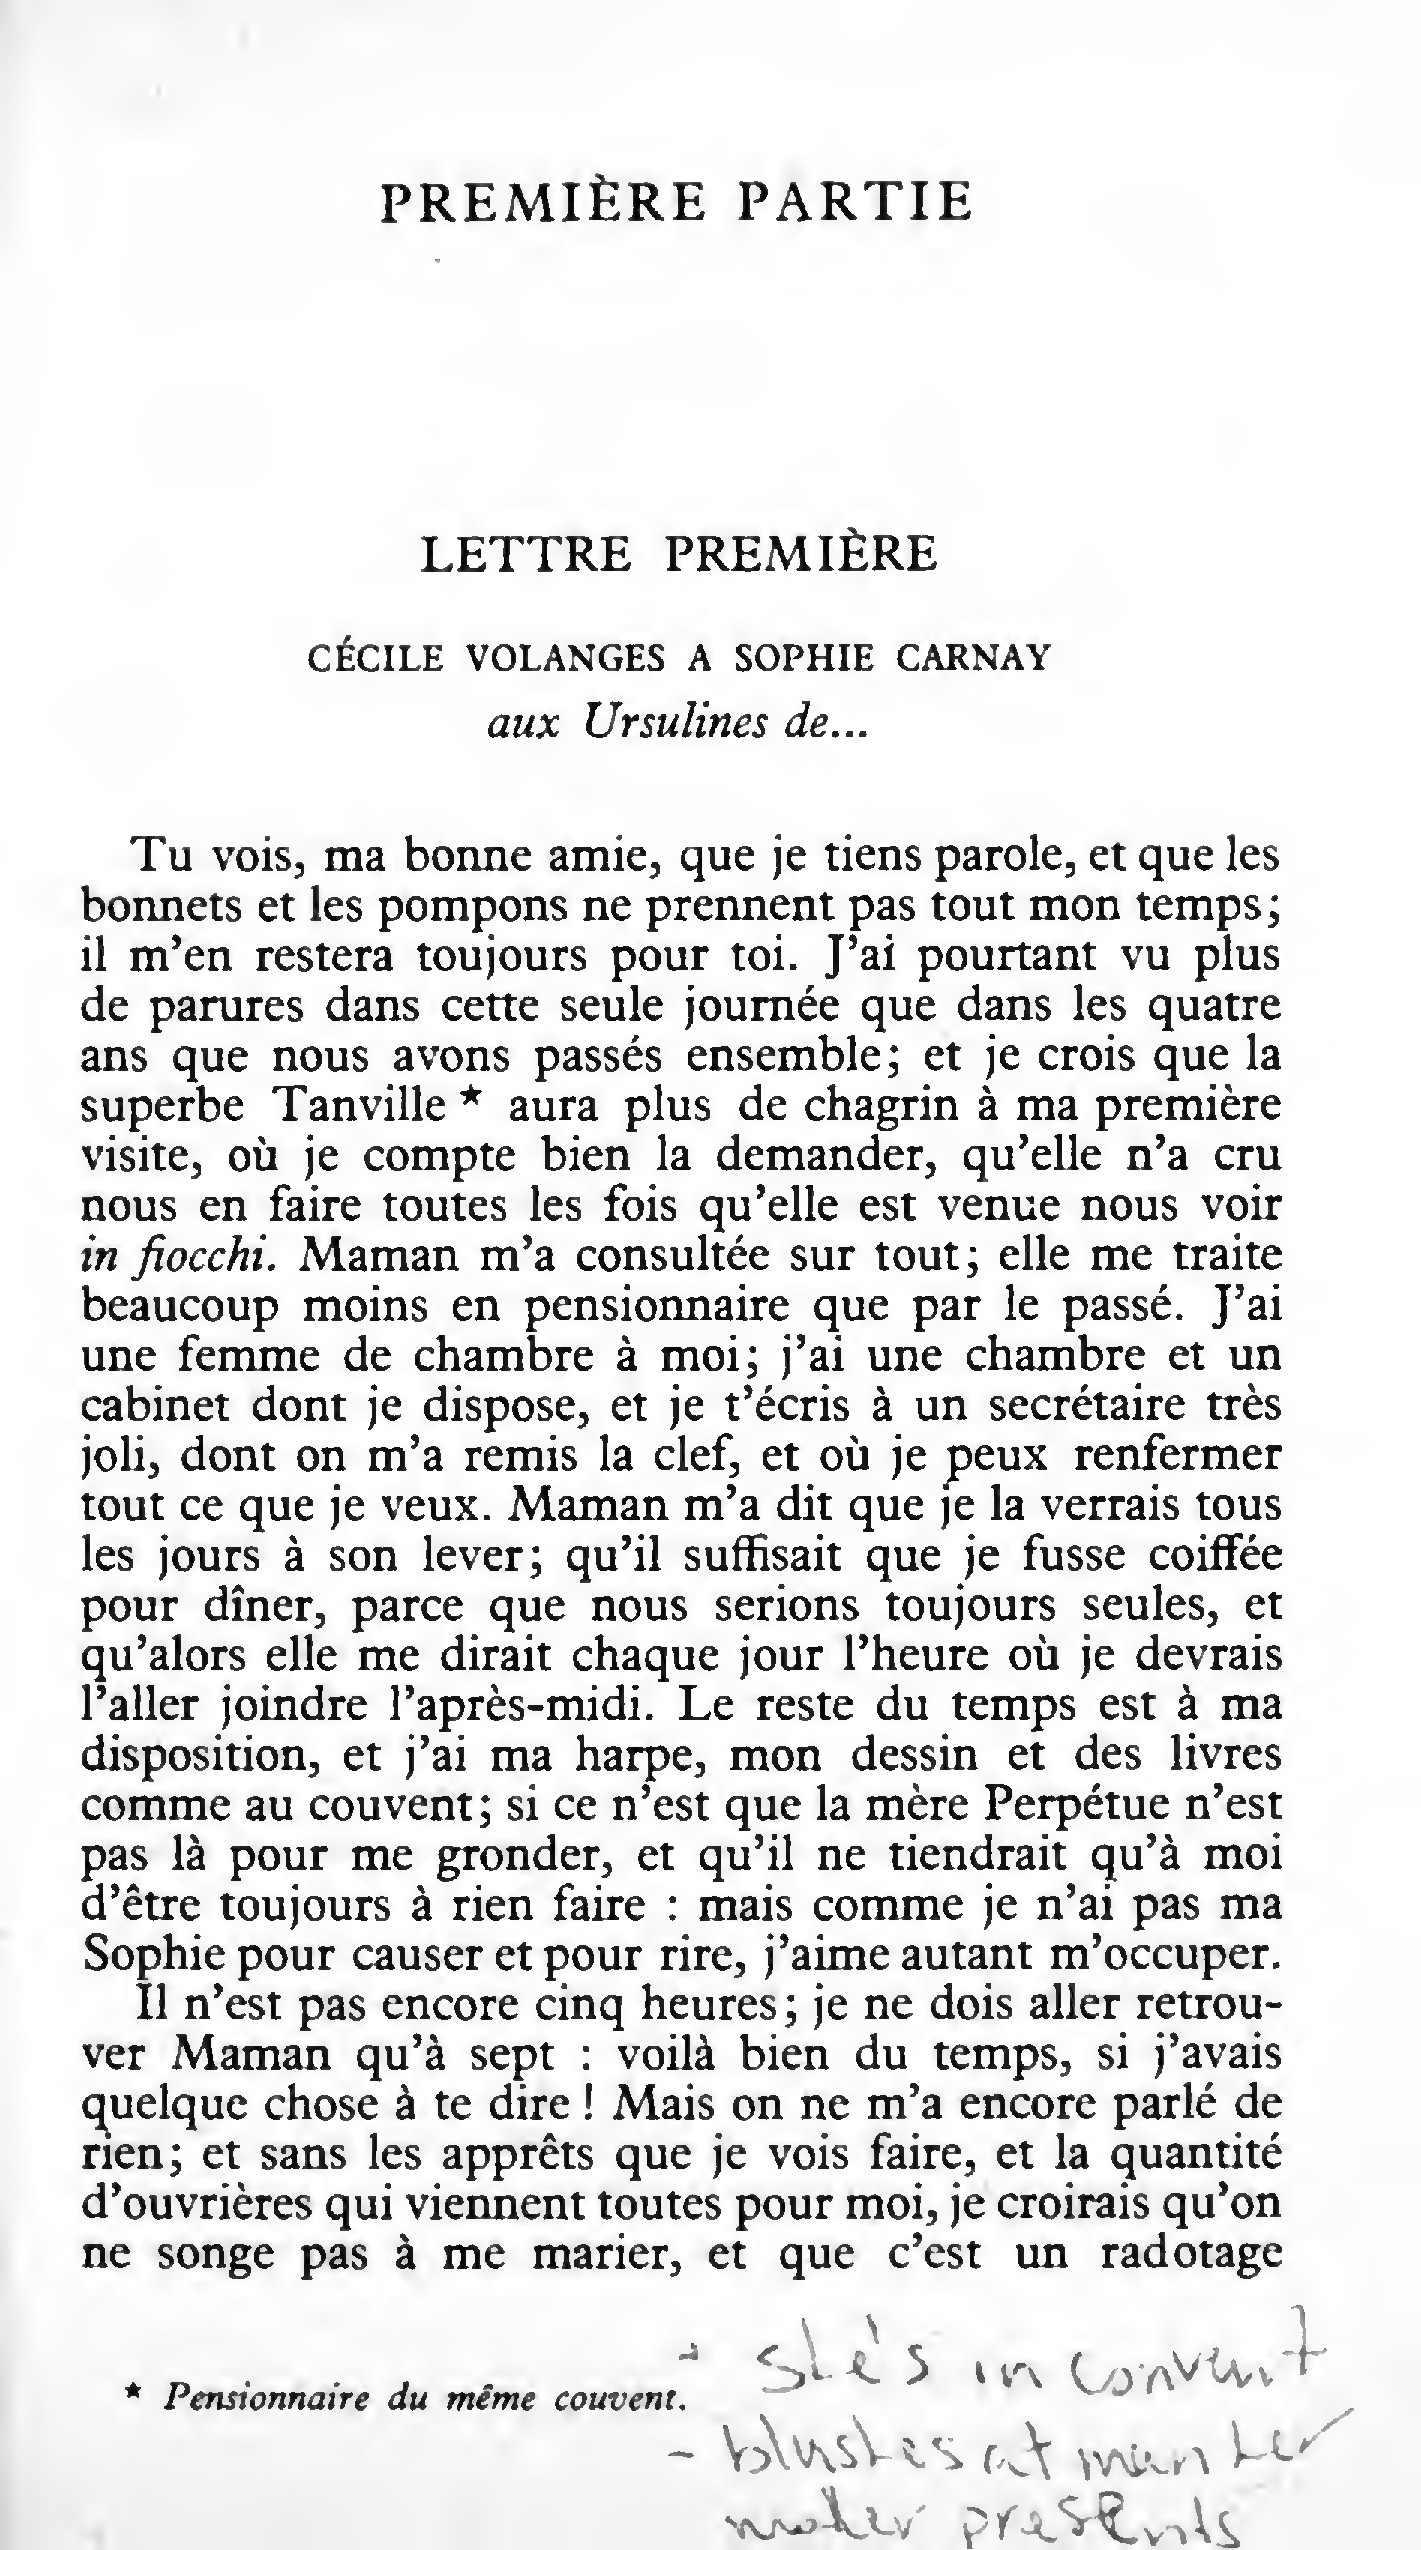 PREMIÈRE PARTIE
LETTRE PREMIÈRE
CÉCILE VOLANGES A SOPHIE CARNAY
aux Ursulines de...
Tu vois, ma bonne amie, que je tiens parole, et que les
bonnets et les pompons ne prennent pas tout mon temps;
il m'en restera toujours pour toi. J'ai pourtant vu plus
de parures dans cette seule journée que dans les quatre
ans que nous avons passés ensemble; et je crois que la
superbe Tanville * aura plus de chagrin à ma première
visite, où je compte bien la demander, qu'elle n'a cru
nous en faire toutes les fois qu'elle est venue nous voir
in fiocchi. Maman m'a consultée sur tout; elle me traite
beaucoup moins en pensionnaire que par le passé. J'ai
une femme de chambre à moi; j'ai une chambre et un
cabinet dont je dispose, et je t'écris à un secrétaire très
joli, dont on m'a remis la clef, et où je peux renfermer
tout ce que je veux. Maman m'a dit que je la verrais tous
les jours à son lever; qu'il suffisait que je fusse coiffée
pour dîner, parce que nous serions toujours seules, et
qu'alors elle me dirait chaque jour l'heure où je devrais
l'aller joindre l'après-midi. Le reste du temps est à ma
disposition, et j'ai ma harpe, mon dessin et des livres
comme au couvent; si ce n'est que la mère Perpétue n'est
pas là pour me gronder, et qu'il ne tiendrait qu'à moi
d'être toujours à rien faire : mais comme je n'ai pas ma
Sophie pour causer et pour rire, j'aime autant m'occuper.
Il n'est pas encore cinq heures; je ne dois aller retrou-
ver Maman qu'à sept : voilà bien du temps, si j'avais
quelque chose à te dire ! Mais on ne m'a encore parlé de
rien; et sans les apprêts que je vois faire, et la quantité
d'ouvrières qui viennent toutes pour moi, je croirais qu'on
ne songe pas à me marier, et que c'est un radotage
- she's in convent
* Pensionnaire du même couvent.
- blushes at men her
mother presents